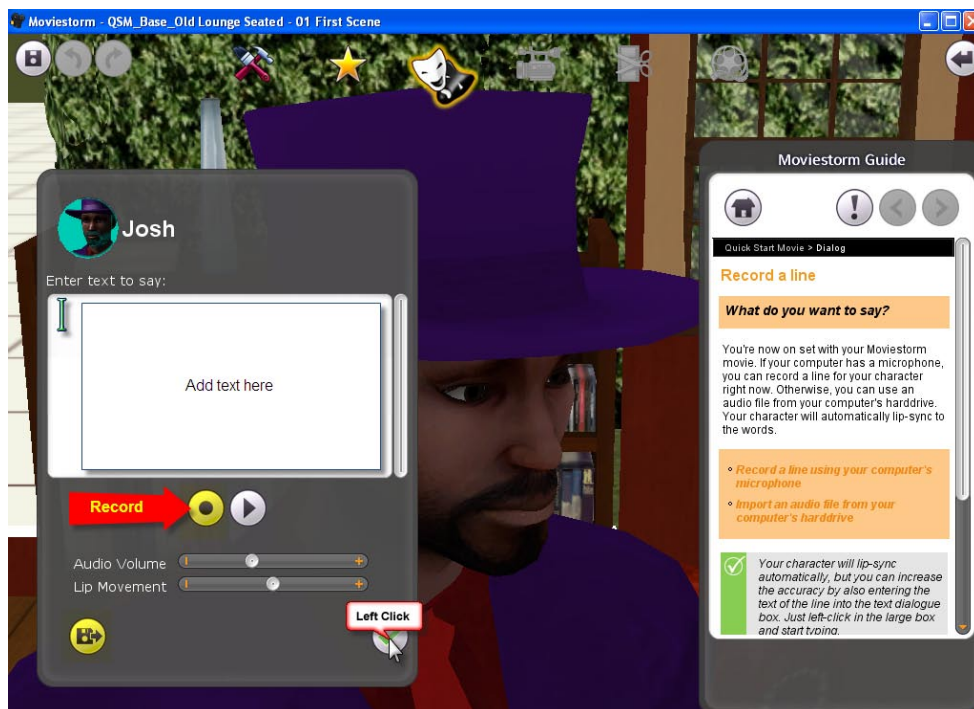 Moviestorm - QSM_Base_Old Lounge Seated - 01 First Scene
Josh
Enter text to say:
Add text here
Record
Audio Volume
Lip Movement
Left Click
Moviestorm Guide
Quick Start Movie > Dialog
Record a line
What do you want to say?
You're now on set with your Moviestorm
movie. If your computer has a microphone,
you can record a line for your character
right now. Otherwise, you can use an
audio file from your computer's harddrive.
Your character will automatically lip-sync to
the words.
Record a line using your computer's
microphone
Import an audio file from your
computer's harddrive
Your character will lip-sync
automatically, but you can increase
the accuracy by also entering the
text of the line into the text dialogue
box. Just left-click in the large box
and start typing.